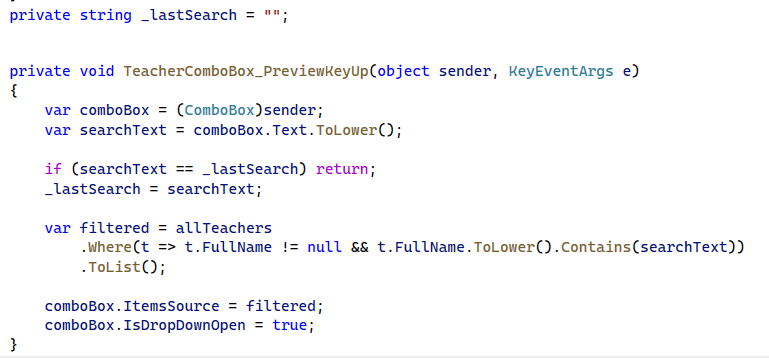 private string _lastSearch = "";
private void TeacherComboBox_PreviewKeyUp(object sender, KeyEventArgs e)
{
    var comboBox = (ComboBox)sender;
    var searchText = comboBox.Text.ToLower();
    if (searchText == _lastSearch) return;
    _lastSearch = searchText;
    var filtered = allTeachers
        .Where(t => t.FullName != null && t.FullName.ToLower().Contains(searchText))
        .ToList();
    comboBox.ItemsSource = filtered;
    comboBox.IsDropDownOpen = true;
}